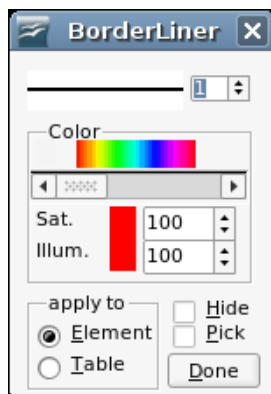 BorderLiner
1
Color
Sat. 100
Illum. 100
apply to
Element
Table
Hide
Pick
Done